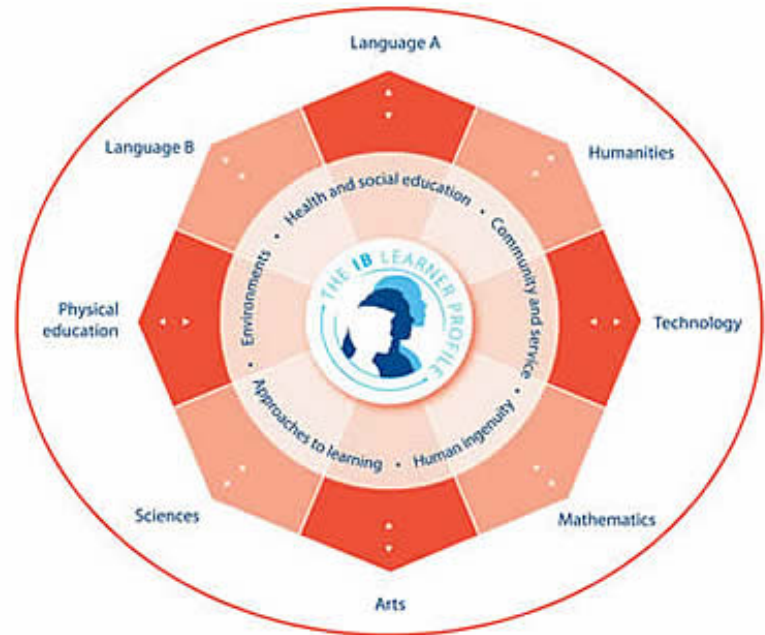 Language A
Language B
Humanities
Health and social education • Community and service • Human ingenuity • Approaches to learning • Environments •
THE IB LEARNER PROFILE
Physical
education
Technology
Sciences
Mathematics
Arts